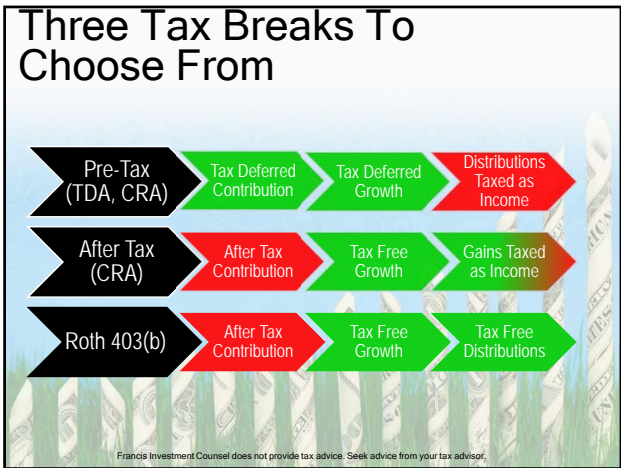 Three Tax Breaks To
Choose From
Pre-Tax
(TDA, CRA)
Tax Deferred
Contribution
Tax Deferred
Growth
Distributions
Taxed as
Income
After Tax
(CRA)
After Tax
Contribution
Tax Free
Growth
Gains Taxed
as Income
Roth 403(b)
After Tax
Contribution
Tax Free
Growth
Tax Free
Distributions
Francis Investment Counsel does not provide tax advice. Seek advice from your tax advisor.